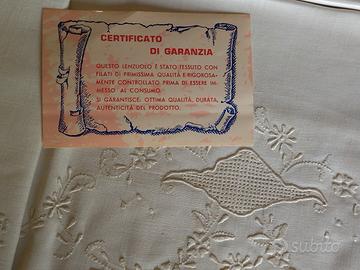 CERTIFICATO
DI GARANZIA
QUESTO LENZUOLO È STATO TESSUTO CON
FILATI DI PRIMISSIMA QUALITÀ E RIGOROSA-
MENTE CONTROLLATO PRIMA DI ESSERE IM-
MESSO AL CONSUMO.
SI GARANTISCE: OTTIMA QUALITÀ, DURATA,
AUTENTICITÀ DEL PRODOTTO.
subito